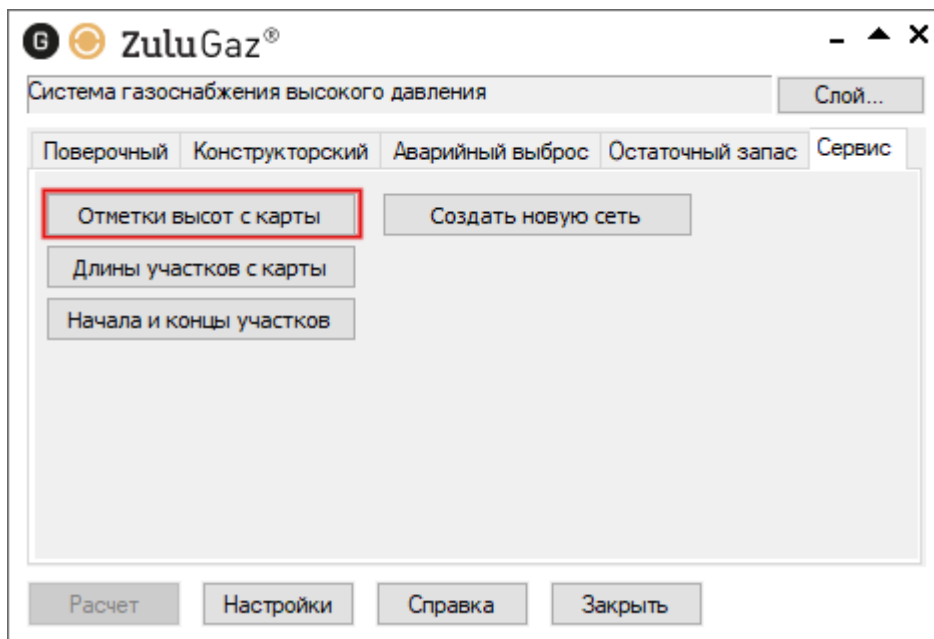 G ZuluGaz®
Система газоснабжения высокого давления Слой...
Поверочный Конструкторский Аварийный выброс Остаточный запас Сервис
Отметки высот с карты Создать новую сеть
Длины участков с карты
Начала и концы участков
Расчет Настройки Справка Закрыть